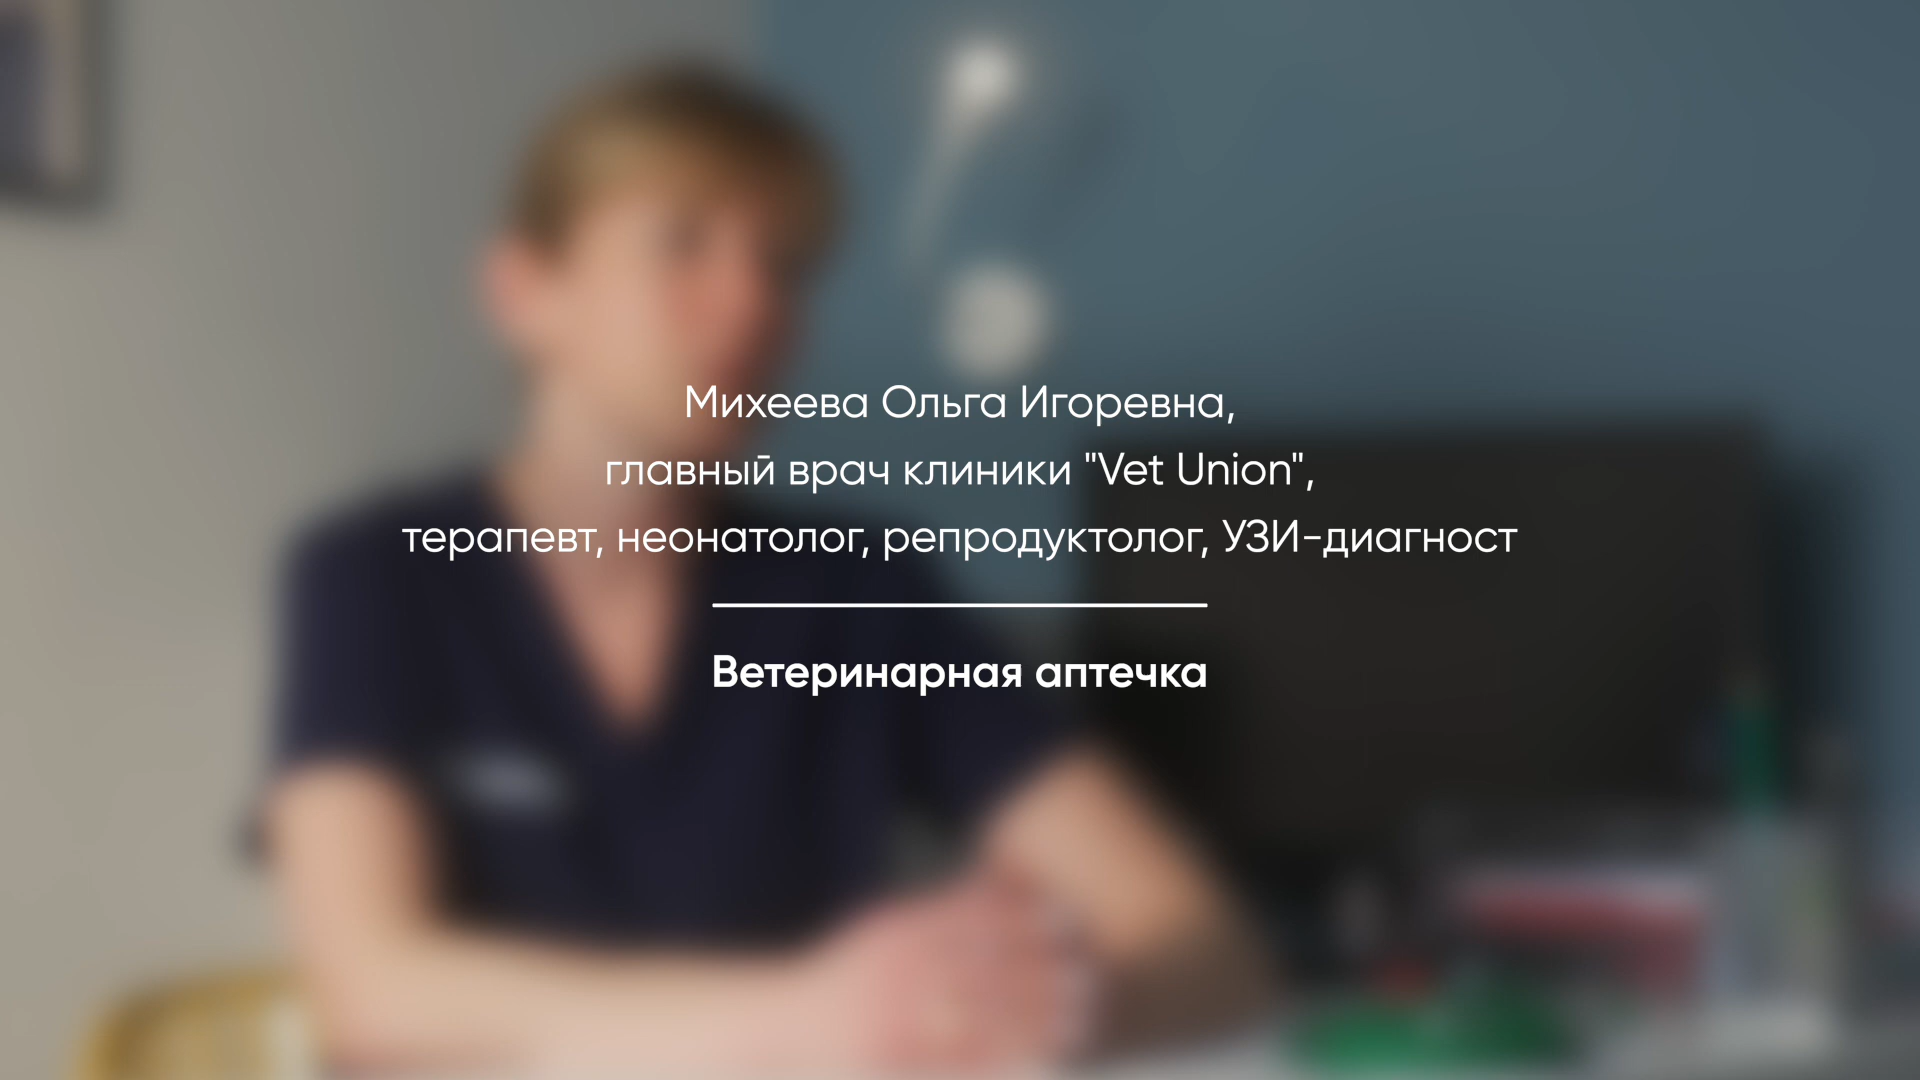 Михеева Ольга Игоревна,
главный врач клиники "Vet Union",
терапевт, неонатолог, репродуктолог, УЗИ-диагност
Ветеринарная аптечка